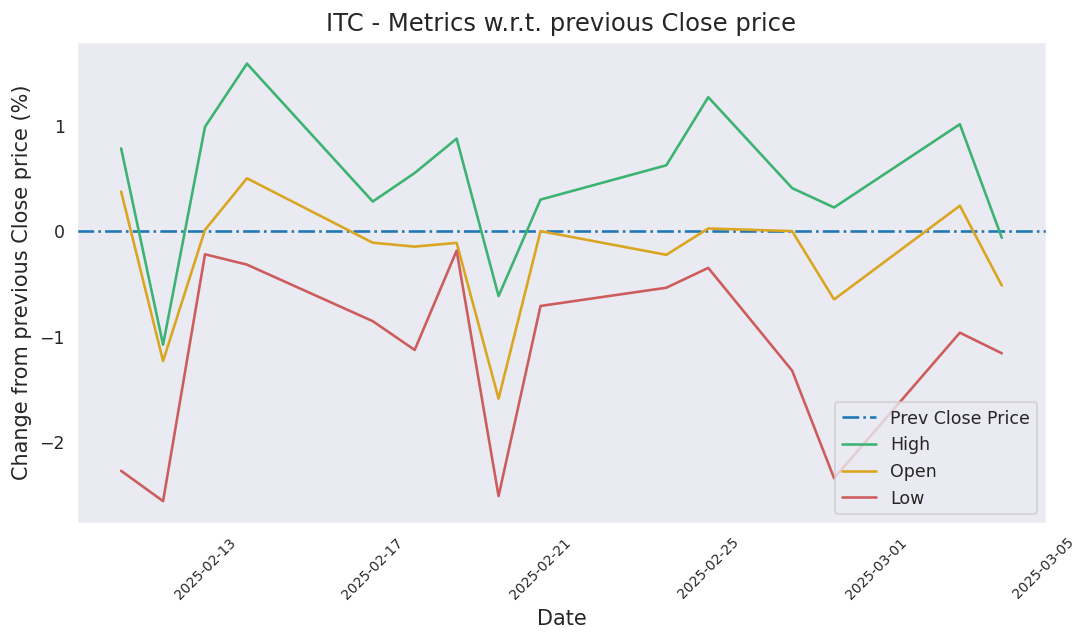 ITC - Metrics w.r.t. previous Close price
Change from previous Close price (%)
1
0
−1
−2
Prev Close Price
High
Open
Low
2025-02-13
2025-02-17
2025-02-21
2025-02-25
2025-03-01
2025-03-05
Date